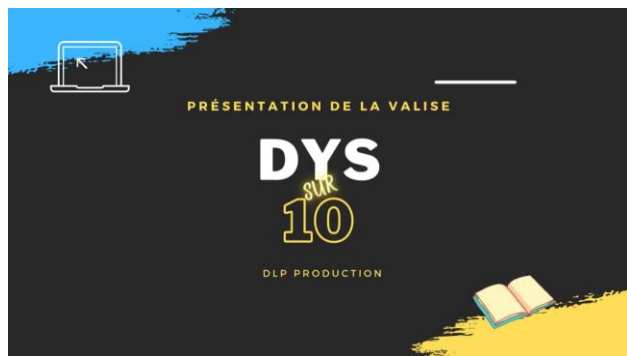 PRÉSENTATION DE LA VALISE
DYS
SUR
10
DLP PRODUCTION